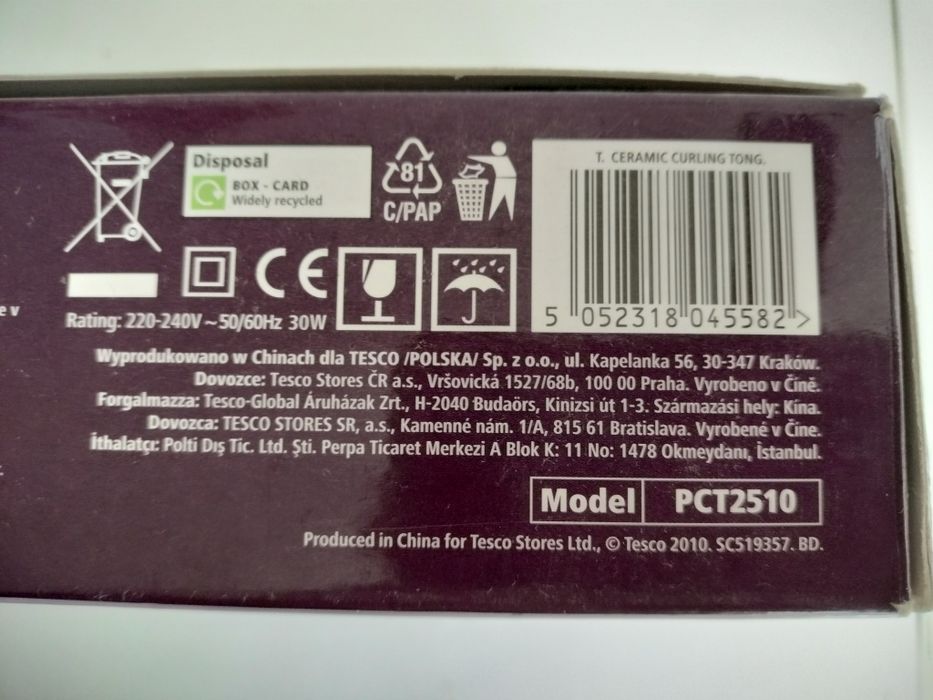 Disposal
BOX - CARD
Widely recycled
81
C/PAP
T. CERAMIC CURLING TONG.
CE
5 052318 045582 >
e v
Rating: 220-240V ~ 50/60Hz 30W
Wyprodukowano w Chinach dla TESCO /POLSKA/ Sp. z o.o., ul. Kapelanka 56, 30-347 Kraków.
Dovozce: Tesco Stores ČR a.s., Vršovická 1527/68b, 100 00 Praha. Vyrobeno v Číně.
Forgalmazza: Tesco-Global Áruházak Zrt., H-2040 Budaörs, Kinizsi út 1-3. Származási hely: Kína.
Dovozca: TESCO STORES SR, a.s., Kamenné nám. 1/A, 815 61 Bratislava. Vyrobené v Číne.
İthalatçı: Polti Dış Tic. Ltd. Şti. Perpa Ticaret Merkezi A Blok K: 11 No: 1478 Okmeydanı, İstanbul.
Model PCT2510
Produced in China for Tesco Stores Ltd., © Tesco 2010. SC519357. BD.